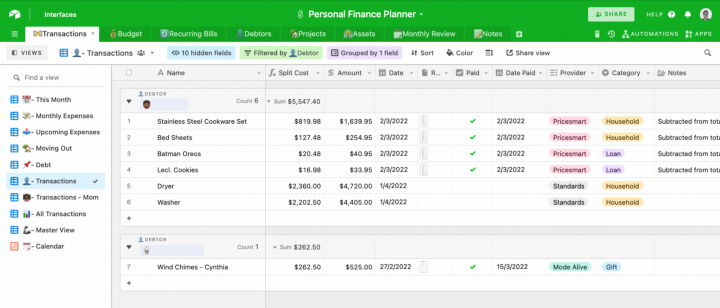 Interfaces
Personal Finance Planner
SHARE
HELP
Transactions
Budget
Recurring Bills
Debtors
Projects
Assets
Monthly Review
Notes
AUTOMATIONS
APPS
VIEWS
- Transactions
10 hidden fields
Filtered by Debtor
Grouped by 1 field
Sort
Color
Share view
Find a view
- This Month
- Monthly Expenses
- Upcoming Expenses
- Moving Out
- Debt
- Transactions
- Transactions - Mom
- All Transactions
- Master View
- Calendar
Name Split Cost Amount Date R... Paid Date Paid Provider Category Notes
DEBTOR
Count 6 Sum $5,547.40
1 Stainless Steel Cookware Set $819.98 $1,639.95 2/3/2022 2/3/2022 Pricesmart Household Subtracted from tota
2 Bed Sheets $127.48 $254.95 2/3/2022 2/3/2022 Pricesmart Household Subtracted from tota
3 Batman Oreos $20.48 $40.95 2/3/2022 2/3/2022 Pricesmart Loan Subtracted from tota
4 Lecl. Cookies $16.98 $33.95 2/3/2022 2/3/2022 Pricesmart Loan Subtracted from tota
5 Dryer $2,360.00 $4,720.00 1/4/2022 Standards Household
6 Washer $2,202.50 $4,405.00 1/4/2022 Standards Household
+
DEBTOR
Count 1 Sum $262.50
7 Wind Chimes - Cynthia $262.50 $525.00 27/2/2022 15/3/2022 Mode Alive Gift
+